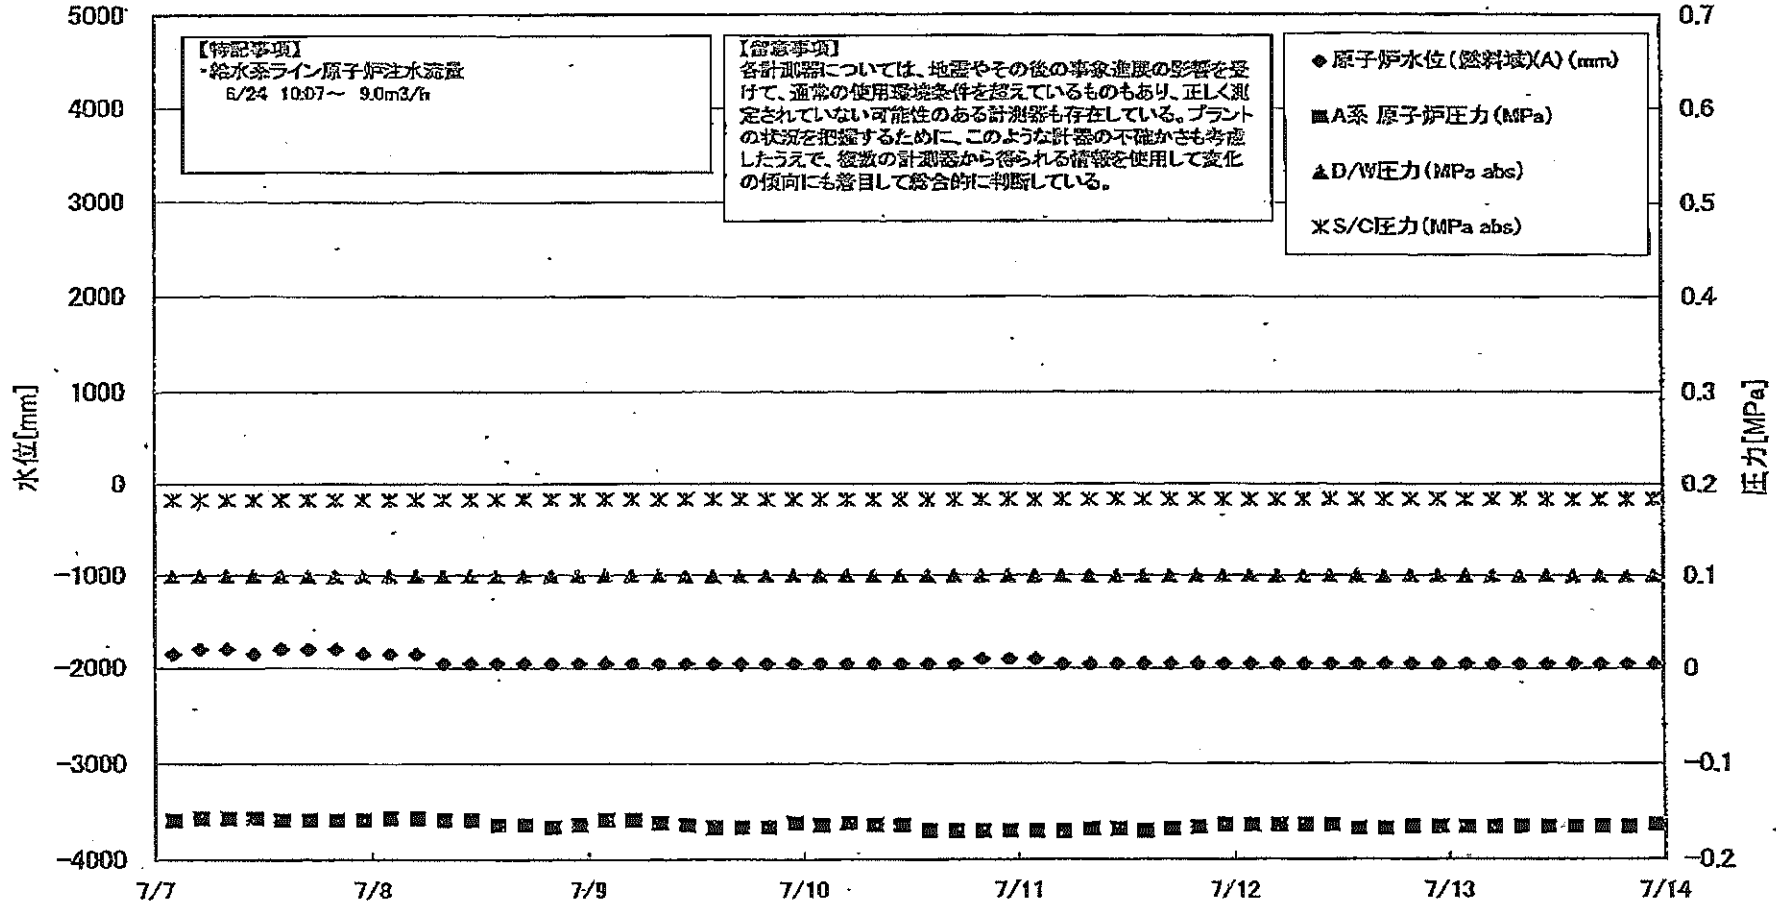 5000
4000
3000
2000
1000
0
-1000
-2000
-3000
-4000
水位[mm]
【特記事項】
・給水系ライン原子炉注水流量
6/24 10:07～ 9.0m3/h
【留意事項】
各計測器については、地震やその後の事象進展の影響を受
けて、通常の使用環境条件を超えているものもあり、正しく測
定されていない可能性のある計測器も存在している。プラント
の状況を把握するために、このような計器の不確かさも考慮
したうえで、複数の計測器から得られる情報を使用して変化
の傾向にも着目して総合的に判断している。
◆原子炉水位(燃料域)(A)(mm)
■A系 原子炉圧力(MPa)
▲D/W圧力(MPa abs)
＊S/C圧力(MPa abs)
0.7
0.6
0.5
0.4
0.3
0.2
0.1
0
-0.1
-0.2
圧力[MPa]
7/7 7/8 7/9 7/10 7/11 7/12 7/13 7/14